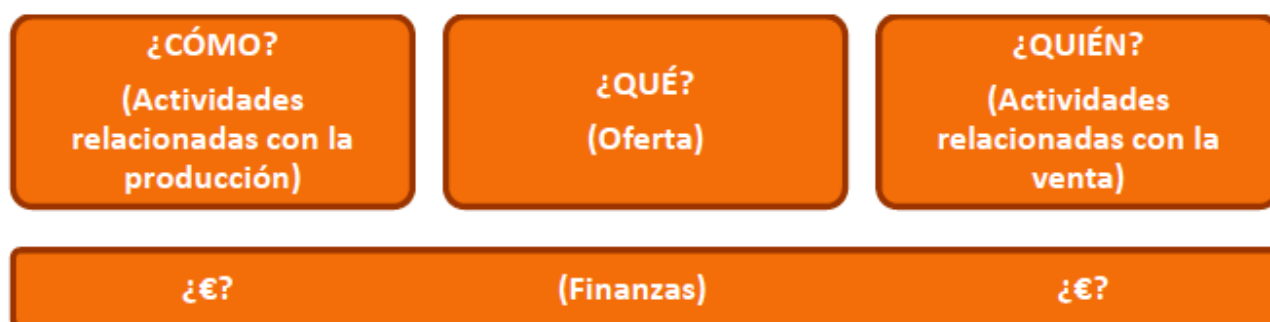 ¿CÓMO?
(Actividades
relacionadas con la
producción)
¿QUÉ?
(Oferta)
¿QUIÉN?
(Actividades
relacionadas con la
venta)
¿€? (Finanzas) ¿€?